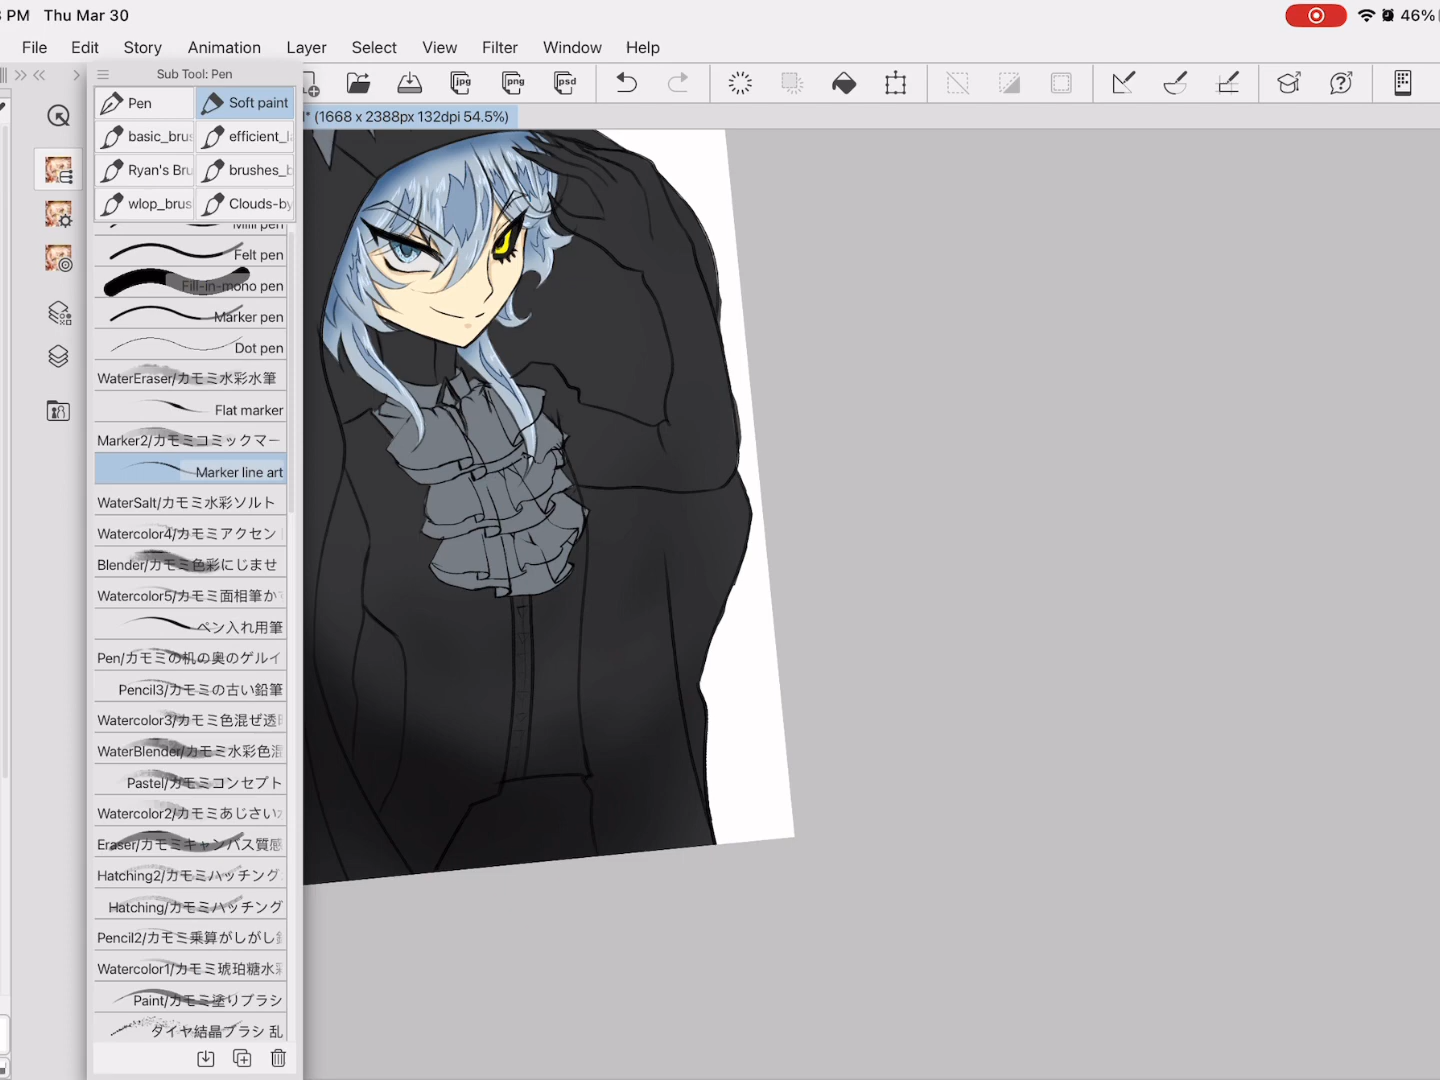 PM Thu Mar 30
46%
File Edit Story Animation Layer Select View Filter Window Help
Sub Tool: Pen
jpg png psd
Pen
Soft paint
basic_brus
efficient_l
Ryan's Bru
brushes_b
wlop_brus
Clouds-by
* (1668 x 2388px 132dpi 54.5%)
Milli pen
Felt pen
Fill-in-mono pen
Marker pen
Dot pen
WaterEraser/カモミ水彩水筆
Flat marker
Marker2/カモミコミックマー
Marker line art
WaterSalt/カモミ水彩ソルト
Watercolor4/カモミアクセン
Blender/カモミ色彩にじませ
Watercolor5/カモミ面相筆か
ペン入れ用筆
Pen/カモミの机の奥のゲルイ
Pencil3/カモミの古い鉛筆
Watercolor3/カモミ色混ぜ透
WaterBlender/カモミ水彩色混
Pastel/カモミコンセプト
Watercolor2/カモミあじさい
Eraser/カモミキャンバス質感
Hatching2/カモミハッチング
Hatching/カモミハッチング
Pencil2/カモミ乗算がしがし
Watercolor1/カモミ琥珀糖水
Paint/カモミ塗りブラシ
ダイヤ結晶ブラシ 乱